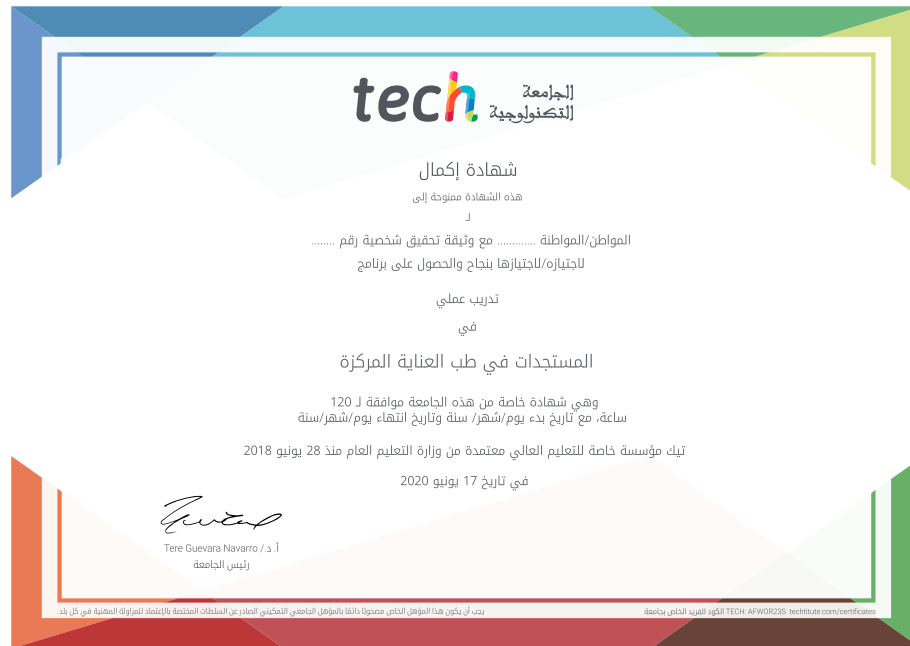 tech الجامعة
التكنولوجية
شهادة إكمال
هذه الشهادة ممنوحة إلى
لـ
المواطن/المواطنة ............ مع وثيقة تحقيق شخصية رقم ........
لاجتيازه/لاجتيازها بنجاح والحصول على برنامج
تدريب عملي
في
المستجدات في طب العناية المركزة
وهي شهادة خاصة من هذه الجامعة موافقة لـ 120
ساعة، مع تاريخ بدء يوم/شهر/ سنة وتاريخ انتهاء يوم/شهر/سنة
تيك مؤسسة خاصة للتعليم العالي معتمدة من وزارة التعليم العام منذ 28 يونيو 2018
في تاريخ 17 يونيو 2020
أ.د./ Tere Guevara Navarro
رئيس الجامعة
يجب أن يكون هذا المؤهل الخاص مصحوبًا دائمًا بالمؤهل الجامعي التمكيني الصادر عن السلطات المختصة بالإعتماد للمزاولة المهنية في كل بلد.
الكود الفريد الخاص بجامعة TECH: AFWOR23S techtitute.com/certificates